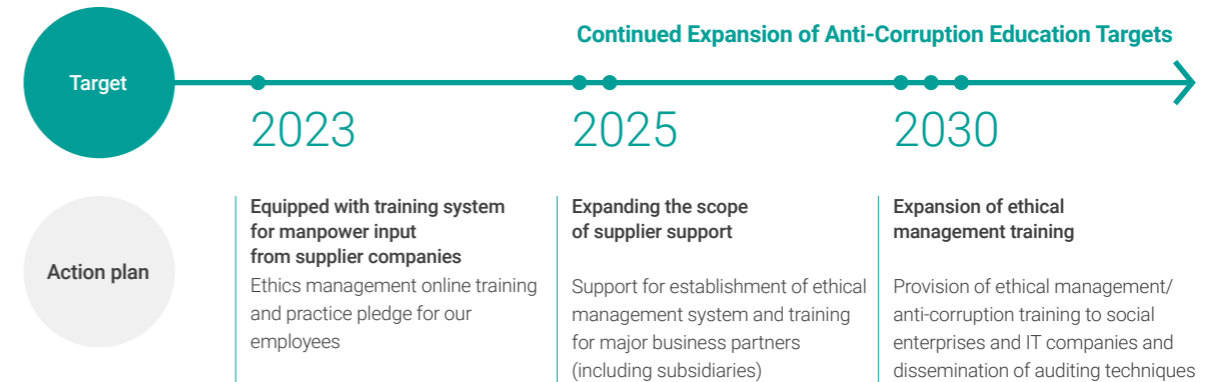 Continued Expansion of Anti-Corruption Education Targets
Target
2023
2025
2030
Action plan
Equipped with training system
for manpower input
from supplier companies
Ethics management online training
and practice pledge for our
employees
Expanding the scope
of supplier support
Support for establishment of ethical
management system and training
for major business partners
(including subsidiaries)
Expansion of ethical
management training
Provision of ethical management/
anti-corruption training to social
enterprises and IT companies and
dissemination of auditing techniques